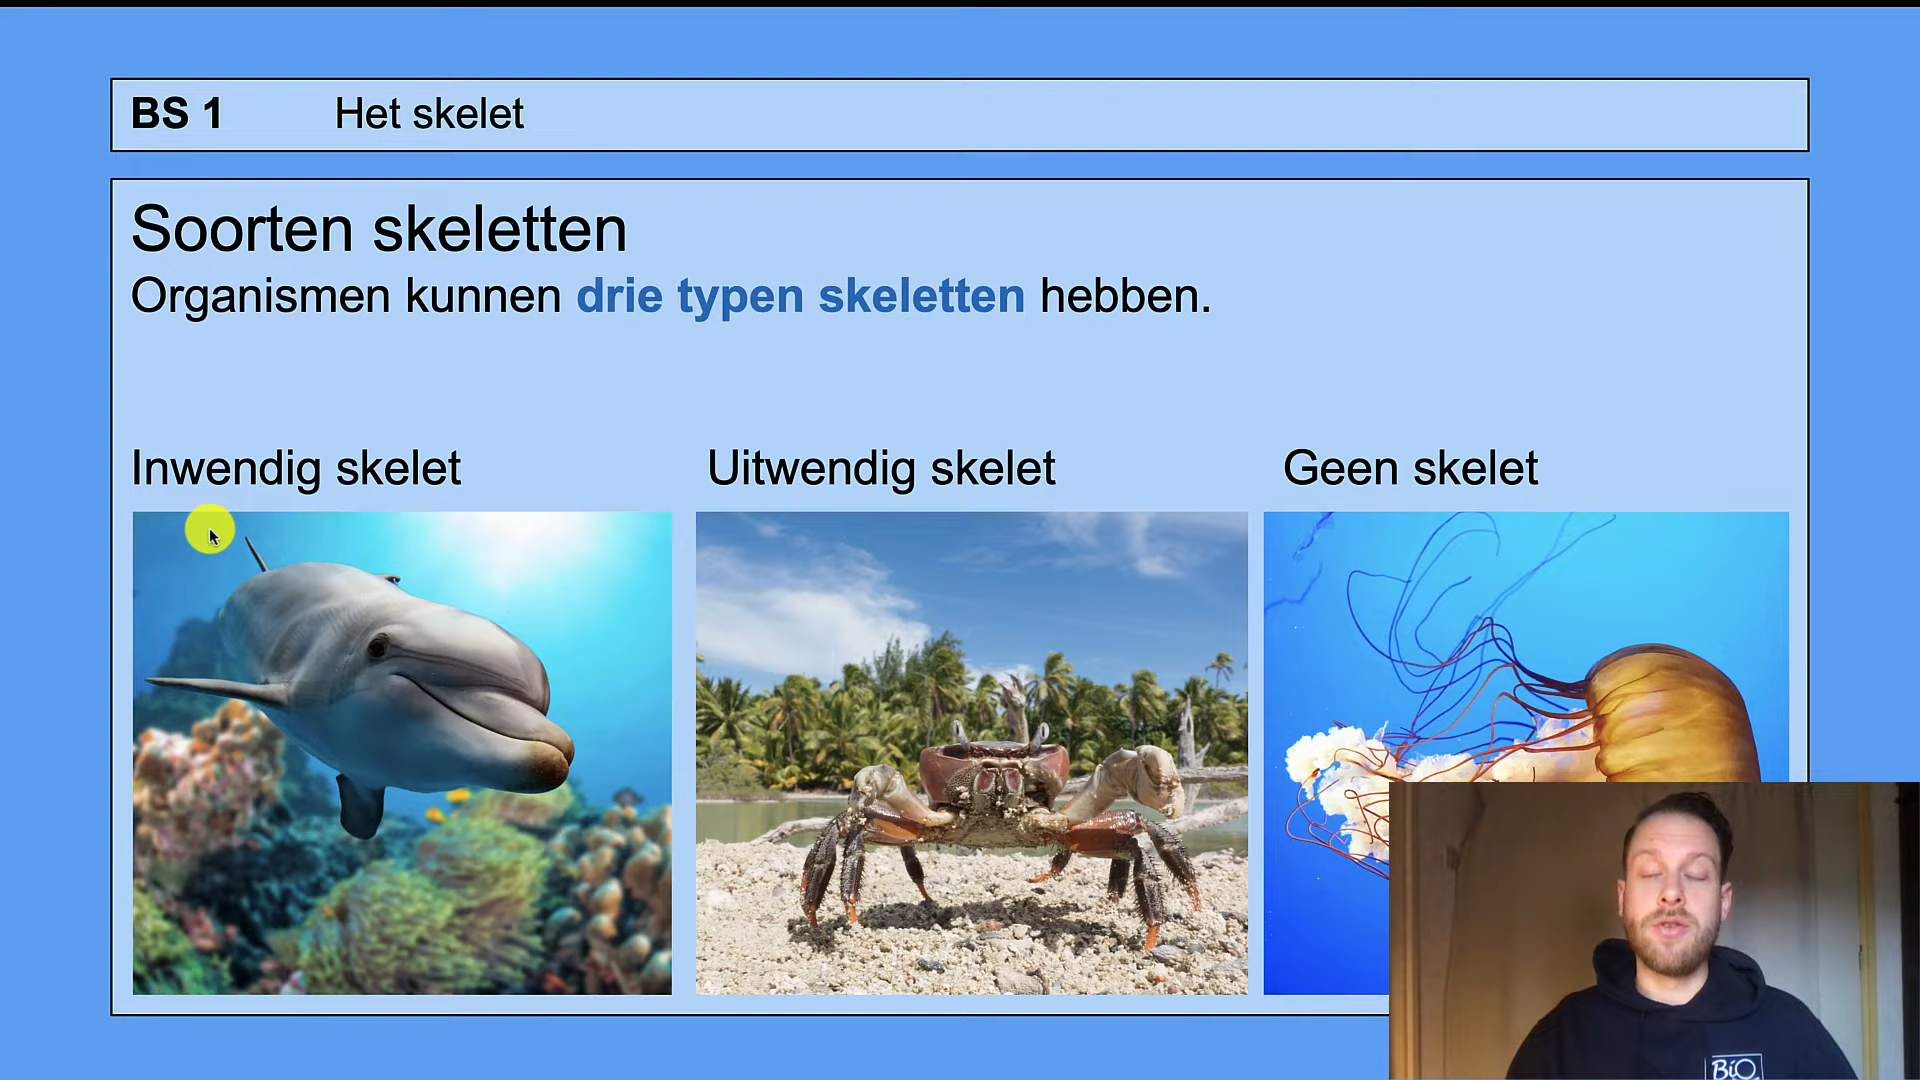 BS 1 Het skelet
Soorten skeletten
Organismen kunnen drie typen skeletten hebben.
Inwendig skelet
Uitwendig skelet
Geen skelet
BiO